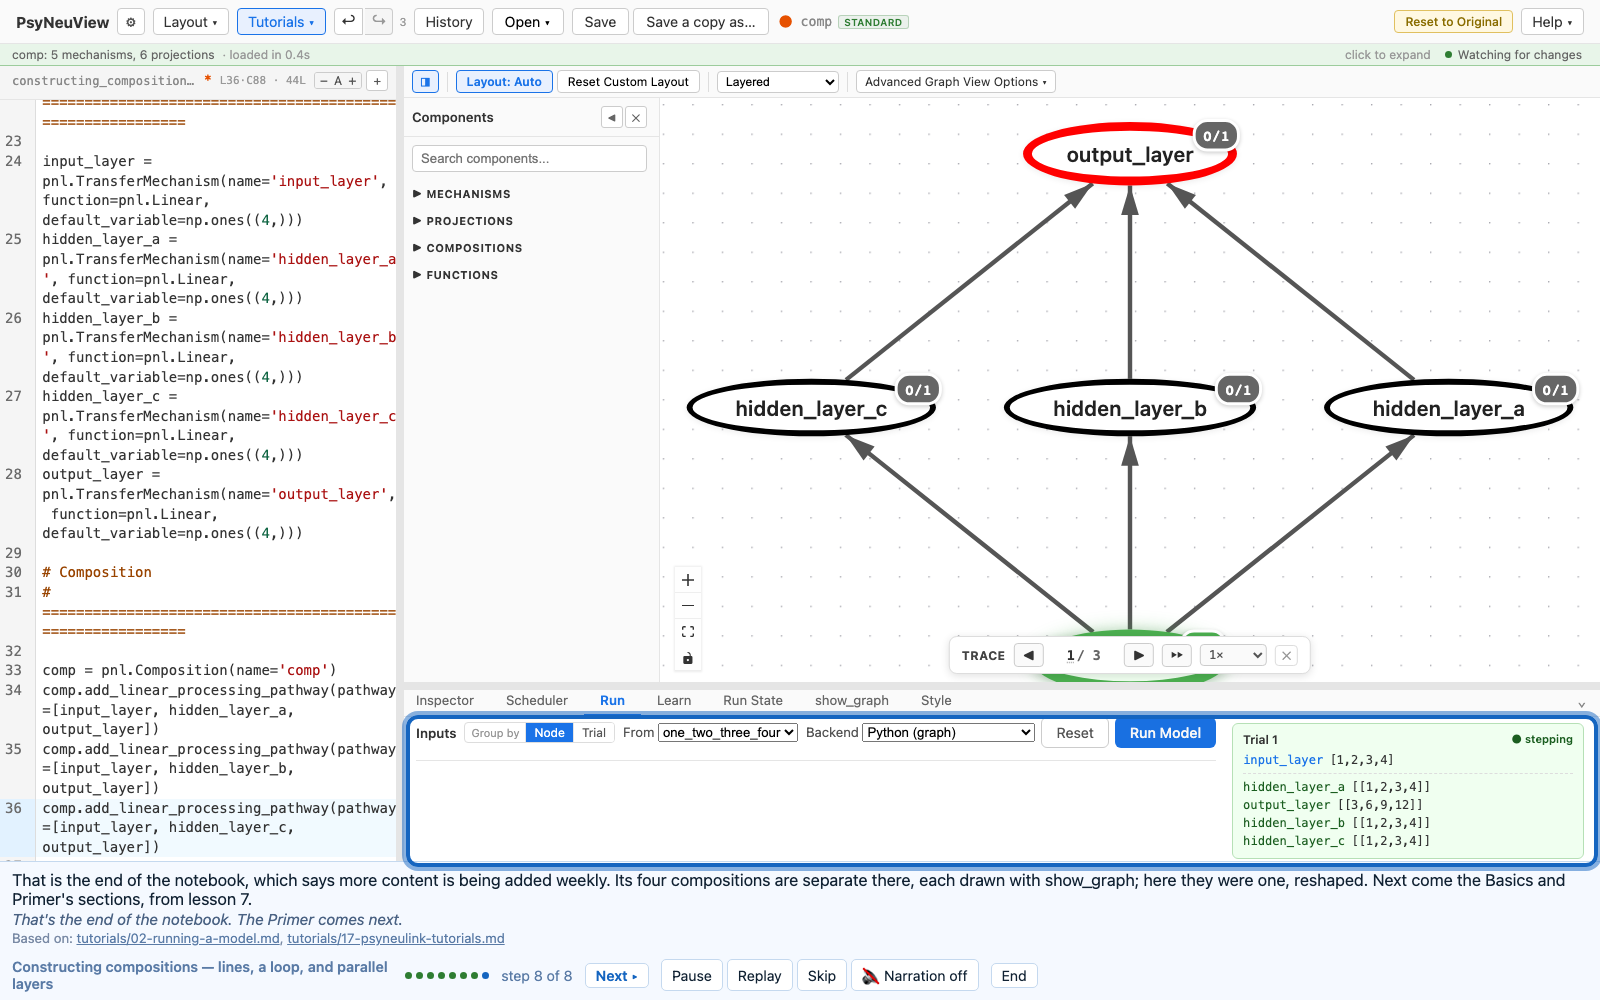 PsyNeuView ⚙ Layout ▾ Tutorials ▾ ↩ ↪ 3 History Open ▾ Save Save a copy as... comp STANDARD Reset to Original Help ▾
comp: 5 mechanisms, 6 projections · loaded in 0.4s click to expand Watching for changes
constructing_composition… * L36·C88 · 44L − A + +
Layout: Auto Reset Custom Layout Layered Advanced Graph View Options ▾
==========================================
=================
23
24 input_layer =
pnl.TransferMechanism(name='input_layer',
function=pnl.Linear,
default_variable=np.ones((4,)))
25 hidden_layer_a =
pnl.TransferMechanism(name='hidden_layer_a
', function=pnl.Linear,
default_variable=np.ones((4,)))
26 hidden_layer_b =
pnl.TransferMechanism(name='hidden_layer_b
', function=pnl.Linear,
default_variable=np.ones((4,)))
27 hidden_layer_c =
pnl.TransferMechanism(name='hidden_layer_c
', function=pnl.Linear,
default_variable=np.ones((4,)))
28 output_layer =
pnl.TransferMechanism(name='output_layer',
function=pnl.Linear,
default_variable=np.ones((4,)))
29
30 # Composition
31 #
==========================================
=================
32
33 comp = pnl.Composition(name='comp')
34 comp.add_linear_processing_pathway(pathway
=[input_layer, hidden_layer_a,
output_layer])
35 comp.add_linear_processing_pathway(pathway
=[input_layer, hidden_layer_b,
output_layer])
36 comp.add_linear_processing_pathway(pathway
=[input_layer, hidden_layer_c,
output_layer])
Components ◀ ✕
Search components...
▶ MECHANISMS
▶ PROJECTIONS
▶ COMPOSITIONS
▶ FUNCTIONS
output_layer 0/1
hidden_layer_c 0/1
hidden_layer_b 0/1
hidden_layer_a 0/1
TRACE ◀ 1 / 3 ▶ ▸▸ 1× ✕
Inspector Scheduler Run Learn Run State show_graph Style
Inputs Group by Node Trial From one_two_three_four Backend Python (graph) Reset Run Model
Trial 1 stepping
input_layer [1,2,3,4]
hidden_layer_a [[1,2,3,4]]
output_layer [[3,6,9,12]]
hidden_layer_b [[1,2,3,4]]
hidden_layer_c [[1,2,3,4]]
That is the end of the notebook, which says more content is being added weekly. Its four compositions are separate there, each drawn with show_graph; here they were one, reshaped. Next come the Basics and
Primer's sections, from lesson 7.
That's the end of the notebook. The Primer comes next.
Based on: tutorials/02-running-a-model.md, tutorials/17-psyneulink-tutorials.md
Constructing compositions — lines, a loop, and parallel
layers
step 8 of 8 Next ▸ Pause Replay Skip Narration off End